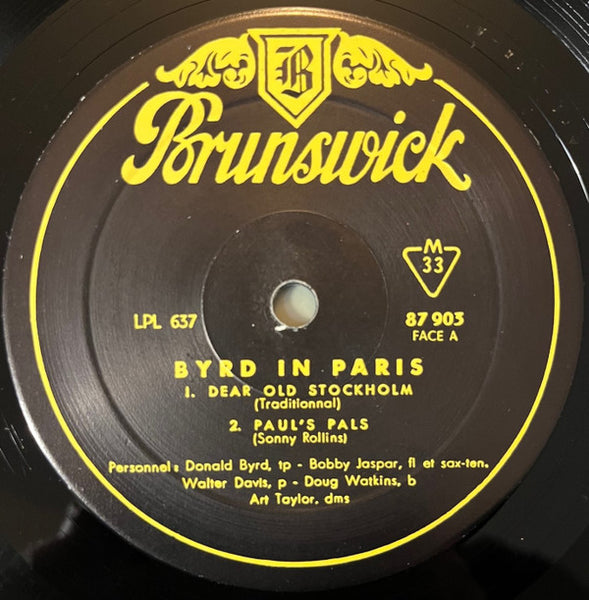 B
Brunswick
M
33
LPL 637
87 903
FACE A
BYRD IN PARIS
1. DEAR OLD STOCKHOLM
(Traditionnal)
2. PAUL'S PALS
(Sonny Rollins)
Personnel: Donald Byrd, tp - Bobby Jaspar, fl et sax-ten.
Walter Davis, p - Doug Watkins, b
Art Taylor, dms